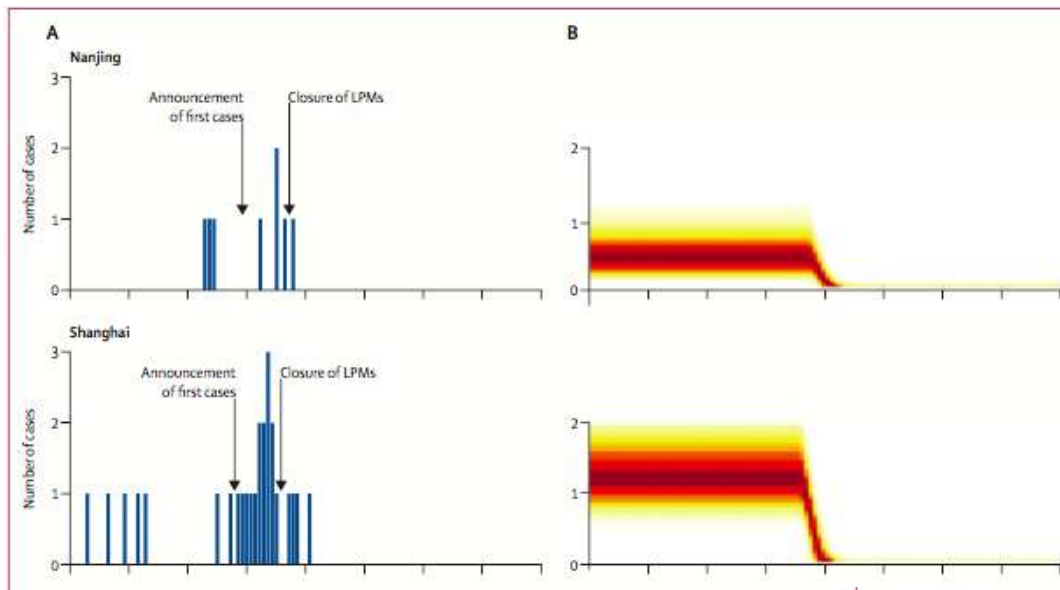 A
B
Nanjing
3
2
1
0
Number of cases
Announcement
of first cases
Closure of LPMs
2
1
0
Shanghai
3
2
1
0
Number of cases
Announcement
of first cases
Closure of LPMs
2
1
0